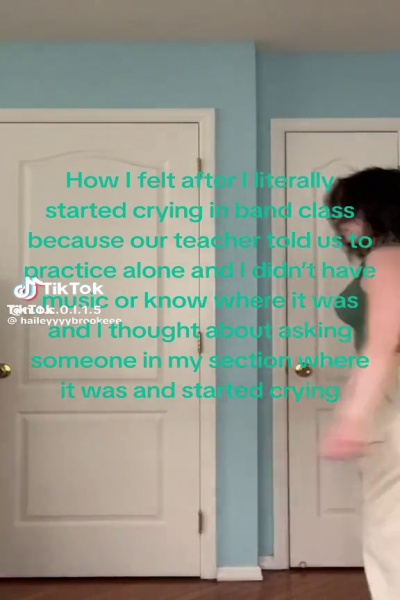 How I felt after I literally
started crying in band class
because our teacher told us to
practice alone and I didn't have
music or know where it was
and I thought about asking
someone in my section where
it was and started crying
TikTok
@ haileyyyybrookeee